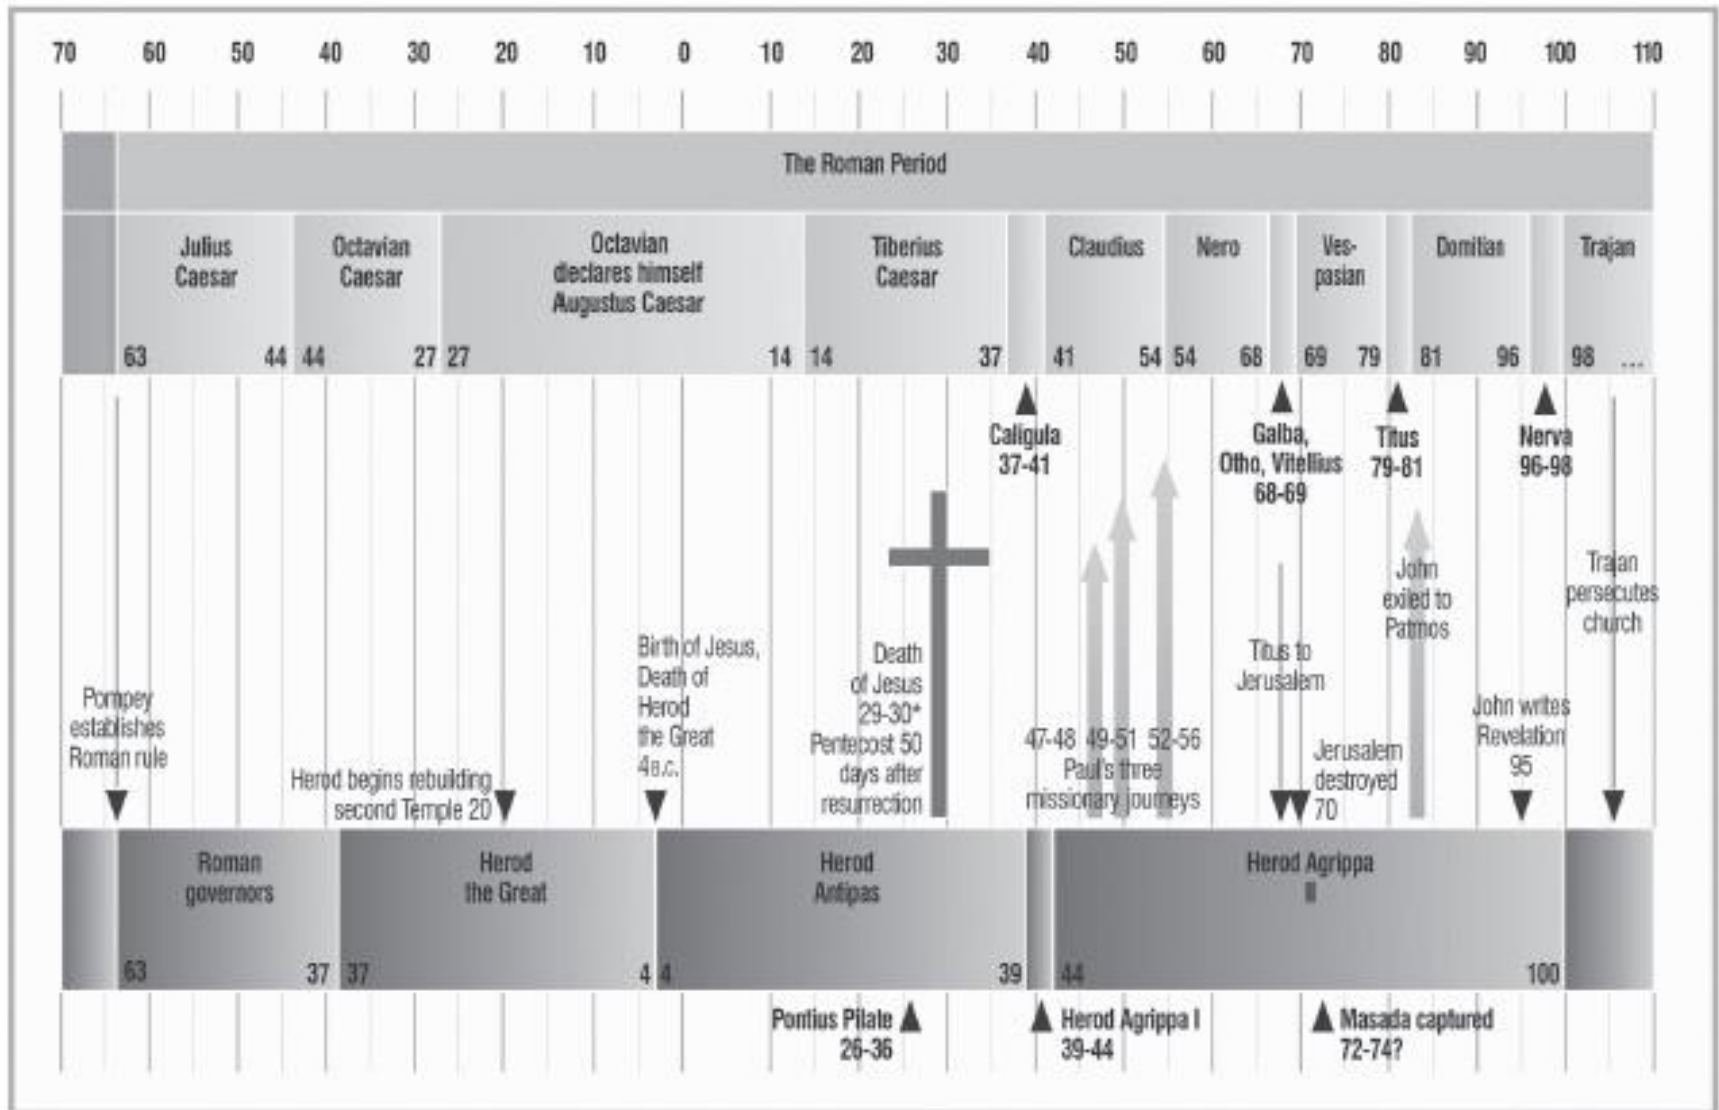 70 60 50 40 30 20 10 0 10 20 30 40 50 60 70 80 90 100 110
The Roman Period
Julius
Caesar
63 44
Octavian
Caesar
44 27
Octavian
declares himself
Augustus Caesar
27 14
Tiberius
Caesar
14 37
Claudius
41 54
Nero
54 68
Ves-
pasian
69 79
Domitian
81 96
Trajan
98 ...
Caligula
37-41
Galba,
Otho, Vitellius
68-69
Titus
79-81
Nerva
96-98
Pompey
establishes
Roman rule
Herod begins rebuilding
second Temple 20
Birth of Jesus,
Death of
Herod
the Great
4B.C.
Death
of Jesus
29-30*
Pentecost 50
days after
resurrection
47-48 49-51 52-56
Paul's three
missionary journeys
Titus to
Jerusalem
Jerusalem
destroyed
70
John
exiled to
Patmos
John writes
Revelation
95
Trajan
persecutes
church
Roman
governors
63 37
Herod
the Great
37 4
Herod
Antipas
4 39
Herod Agrippa
II
44 100
Pontius Pilate
26-36
Herod Agrippa I
39-44
Masada captured
72-74?